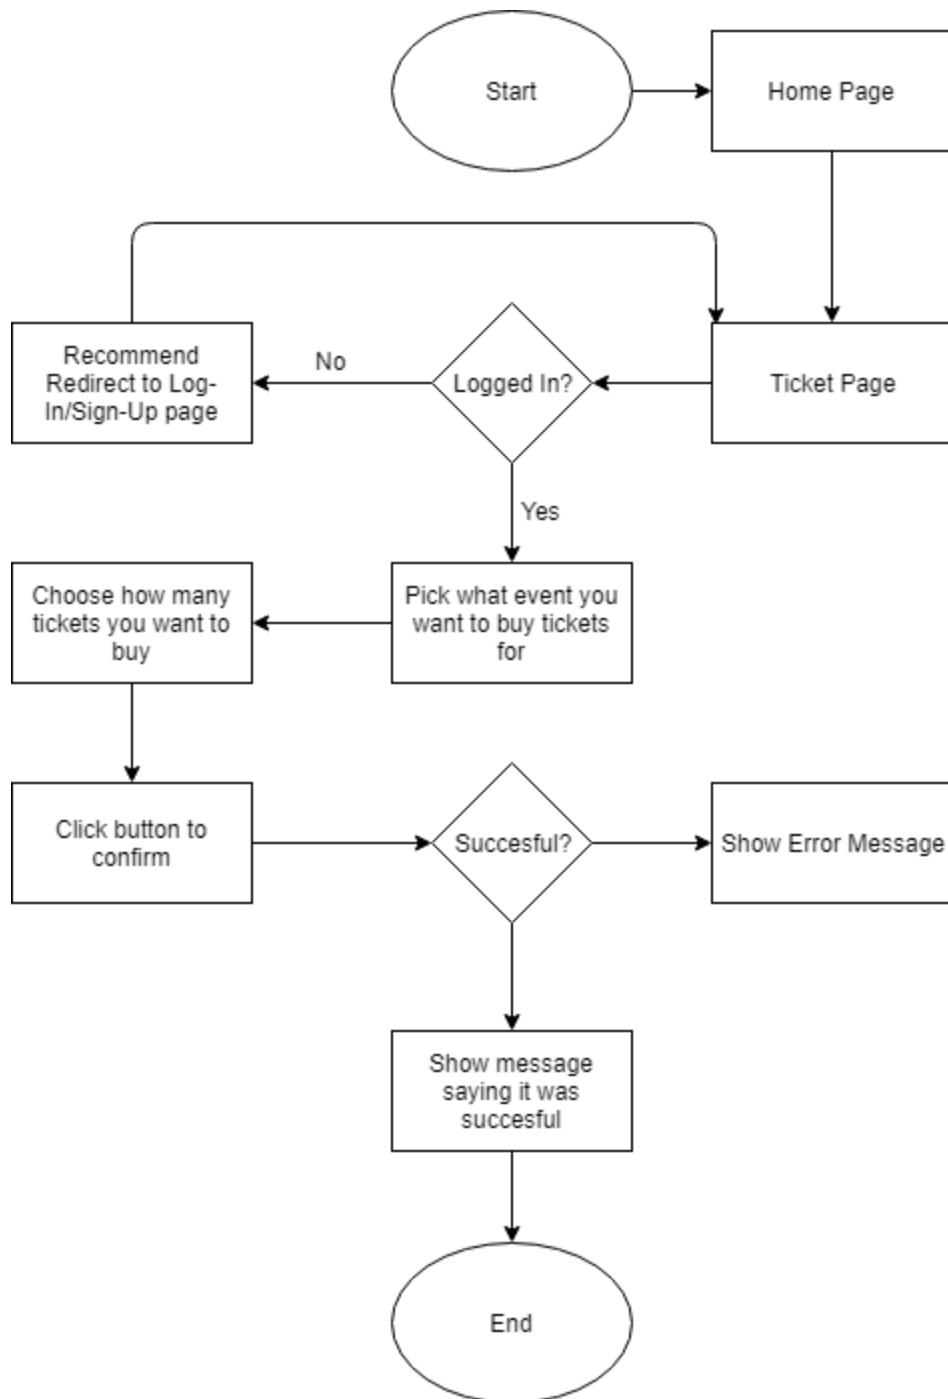 Start
Home Page
Recommend
Redirect to Log-
In/Sign-Up page
No
Logged In?
Ticket Page
Yes
Choose how many
tickets you want to
buy
Pick what event you
want to buy tickets
for
Click button to
confirm
Succesful?
Show Error Message
Show message
saying it was
succesful
End